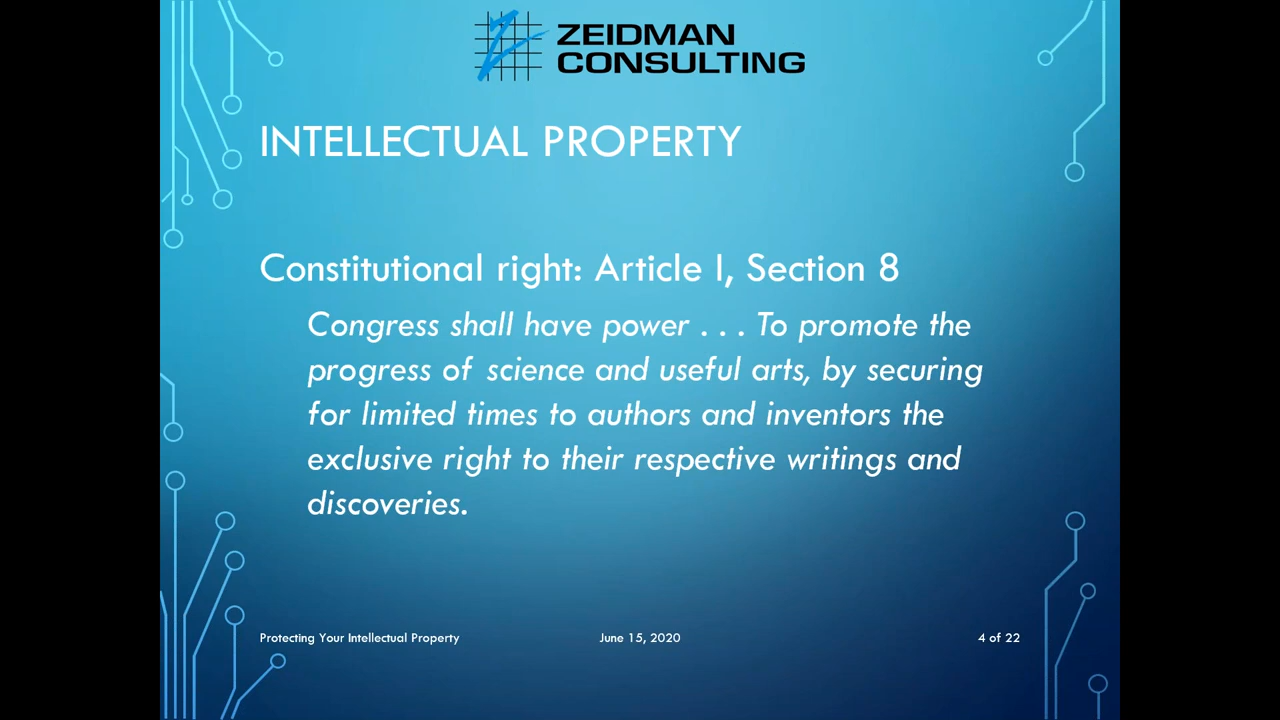 ZEIDMAN
CONSULTING
INTELLECTUAL PROPERTY
Constitutional right: Article I, Section 8
Congress shall have power . . . To promote the
progress of science and useful arts, by securing
for limited times to authors and inventors the
exclusive right to their respective writings and
discoveries.
Protecting Your Intellectual Property
June 15, 2020
4 of 22